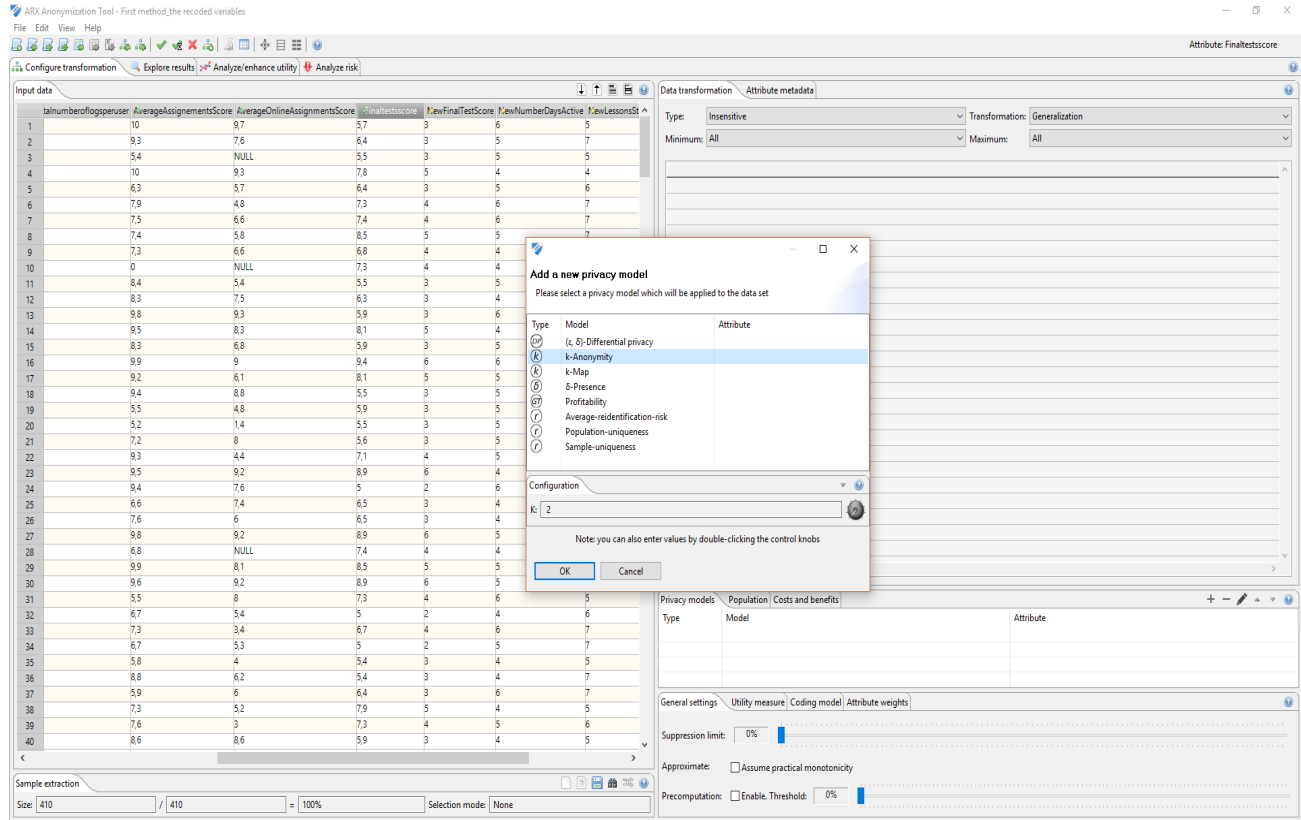 ARX Anonymization Tool - First method_the recoded variables
File Edit View Help
Attribute: Finaltestsscore
Configure transformation Explore results Analyze/enhance utility Analyze risk
Input data
talnumberoflogsperuser AverageAssignementsScore AverageOnlineAssignmentsScore Finaltestsscore NewFinalTestScore NewNumberDaysActive NewLessonsSt
1 10 9,7 5,7 3 6 5
2 9,3 7,6 6,4 3 5 7
3 5,4 NULL 5,5 3 5 5
4 10 9,3 7,8 5 4 4
5 6,3 5,7 6,4 3 5 6
6 7,9 4,8 7,3 4 6 7
7 7,5 6,6 7,4 4 6 7
8 7,4 5,8 8,5 5 5 7
9 7,3 6,6 6,8 4 4
10 0 NULL 7,3 4 4
11 8,4 5,4 5,5 3 5
12 8,3 7,5 6,3 3 4
13 9,8 9,3 5,9 3 6
14 9,5 8,3 8,1 5 4
15 8,3 6,8 5,9 3 5
16 9,9 9 9,4 6 6
17 9,2 6,1 8,1 5 5
18 9,4 8,8 5,5 3 5
19 5,5 4,8 5,9 3 5
20 5,2 1,4 5,5 3 5
21 7,2 8 5,6 3 5
22 9,3 4,4 7,1 4 5
23 9,5 9,2 8,9 6 4
24 9,4 7,6 5 2 6
25 6,6 7,4 6,5 3 4
26 7,6 6 6,5 3 4
27 9,8 9,2 8,9 6 5
28 6,8 NULL 7,4 4 4
29 9,9 8,1 8,5 5 5
30 9,6 9,2 8,9 6 5
31 5,5 8 7,3 4 6 5
32 6,7 5,4 5 2 4 6
33 7,3 3,4 6,7 4 6 7
34 6,7 5,3 5 2 5 7
35 5,8 4 5,4 3 4 5
36 8,8 6,2 5,4 3 4 7
37 5,9 6 6,4 3 6 7
38 7,3 5,2 7,9 5 4 5
39 7,6 3 7,3 4 5 6
40 8,6 8,6 5,9 3 4 5
Sample extraction
Size: 410 / 410 = 100% Selection mode: None
Data transformation Attribute metadata
Type: Insensitive Transformation: Generalization
Minimum: All Maximum: All
Add a new privacy model
Please select a privacy model which will be applied to the data set
Type Model Attribute
DP (ε, δ)-Differential privacy
k k-Anonymity
k k-Map
δ δ-Presence
GT Profitability
r Average-reidentification-risk
r Population-uniqueness
r Sample-uniqueness
Configuration
K: 2
Note: you can also enter values by double-clicking the control knobs
OK Cancel
Privacy models Population Costs and benefits
Type Model Attribute
General settings Utility measure Coding model Attribute weights
Suppression limit: 0%
Approximate: Assume practical monotonicity
Precomputation: Enable. Threshold: 0%